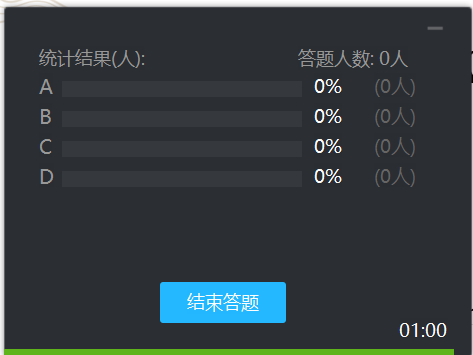 统计结果(人): 答题人数: 0人
A 0% (0人)
B 0% (0人)
C 0% (0人)
D 0% (0人)
结束答题
01:00